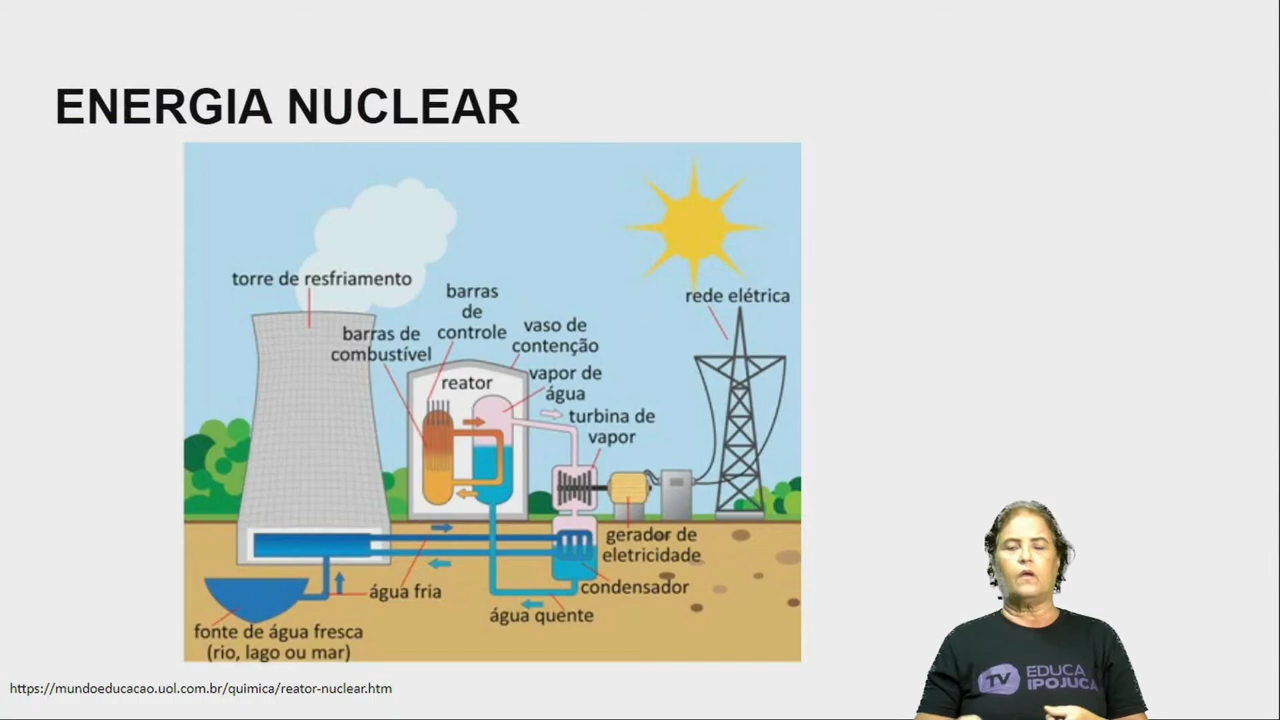 ENERGIA NUCLEAR
torre de resfriamento
barras
de
controle
barras de
combustível
vaso de
contenção
reator
vapor de
água
turbina de
vapor
rede elétrica
gerador de
eletricidade
condensador
água fria
água quente
fonte de água fresca
(rio, lago ou mar)
https://mundoeducacao.uol.com.br/quimica/reator-nuclear.htm
TV EDUCA
IPOJUCA